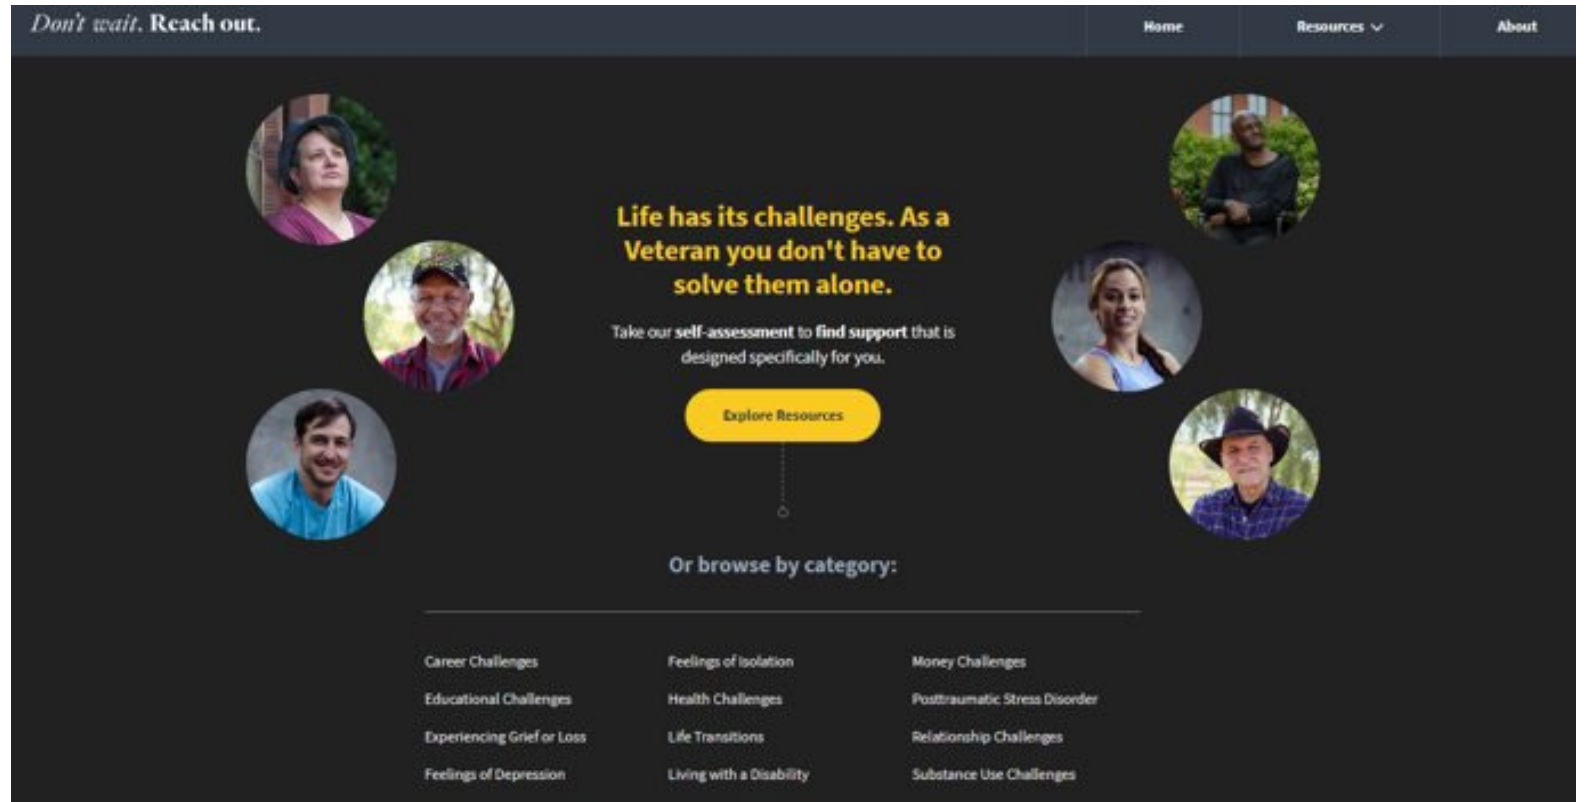 Don't wait. Reach out.
Home
Resources
About
Life has its challenges. As a
Veteran you don't have to
solve them alone.
Take our self-assessment to find support that is
designed specifically for you.
Explore Resources
Or browse by category:
Career Challenges
Educational Challenges
Experiencing Grief or Loss
Feelings of Depression
Feelings of Isolation
Health Challenges
Life Transitions
Living with a Disability
Money Challenges
Posttraumatic Stress Disorder
Relationship Challenges
Substance Use Challenges